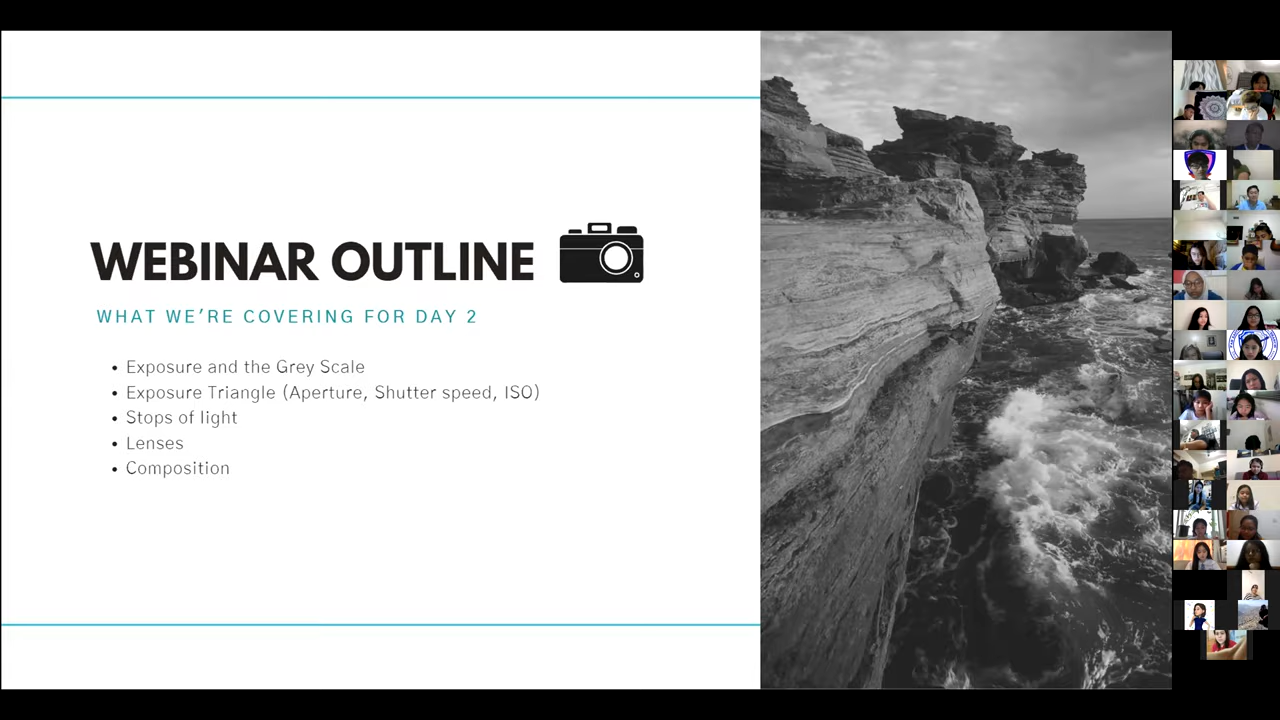 WEBINAR OUTLINE
WHAT WE'RE COVERING FOR DAY 2
• Exposure and the Grey Scale
• Exposure Triangle (Aperture, Shutter speed, ISO)
• Stops of light
• Lenses
• Composition